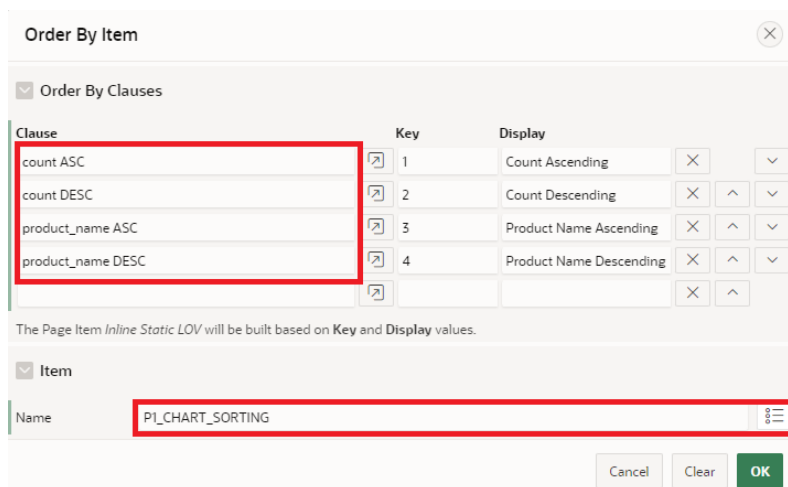 Order By Item
Order By Clauses
Clause Key Display
count ASC 1 Count Ascending
count DESC 2 Count Descending
product_name ASC 3 Product Name Ascending
product_name DESC 4 Product Name Descending
The Page Item Inline Static LOV will be built based on Key and Display values.
Item
Name P1_CHART_SORTING
Cancel Clear OK